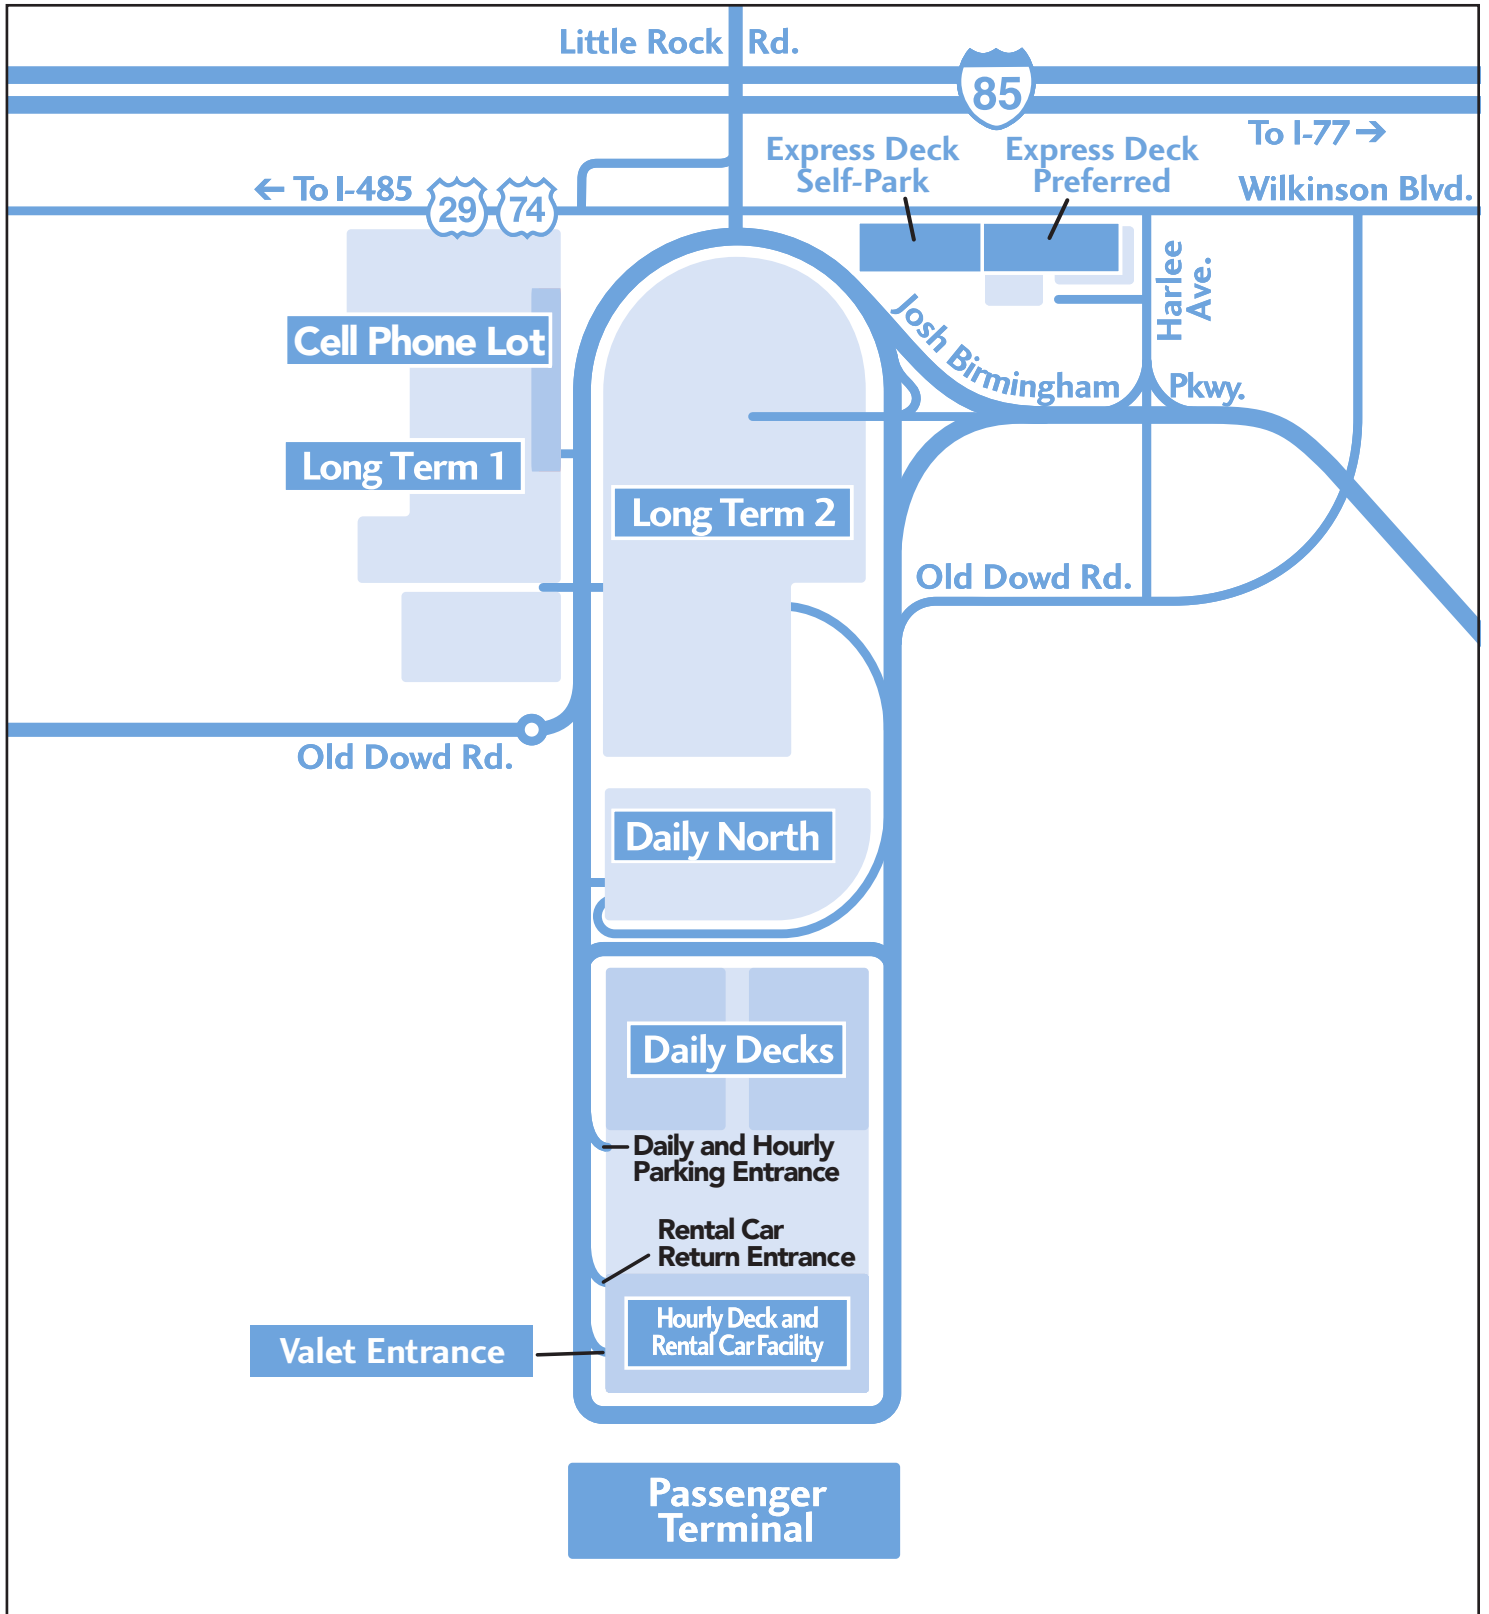 Little Rock Rd.
85
To I-77 →
Express Deck
Self-Park
Express Deck
Preferred
← To I-485
29
74
Wilkinson Blvd.
Harlee
Ave.
Josh Birmingham Pkwy.
Cell Phone Lot
Long Term 1
Long Term 2
Old Dowd Rd.
Old Dowd Rd.
Daily North
Daily Decks
Daily and Hourly
Parking Entrance
Rental Car
Return Entrance
Hourly Deck and
Rental Car Facility
Valet Entrance
Passenger
Terminal